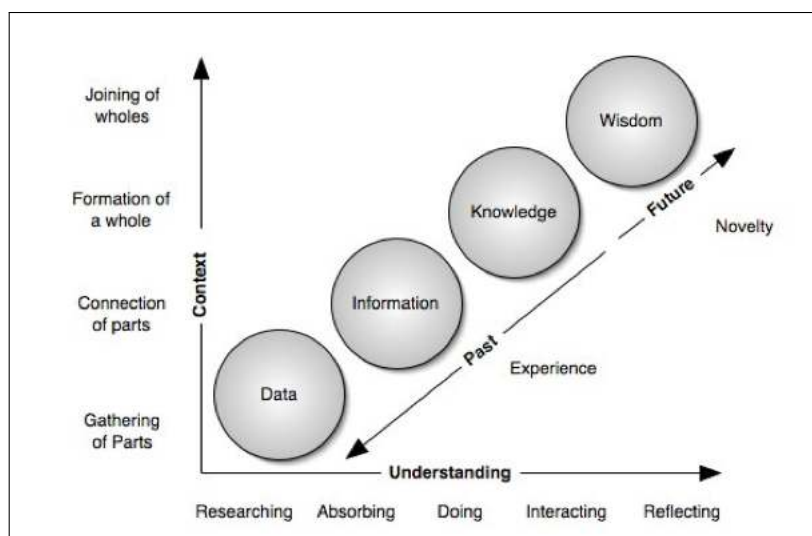 Joining of
wholes
Wisdom
Formation of
a whole
Knowledge
Future
Novelty
Context
Connection
of parts
Information
Past
Experience
Data
Gathering
of Parts
Understanding
Researching Absorbing Doing Interacting Reflecting